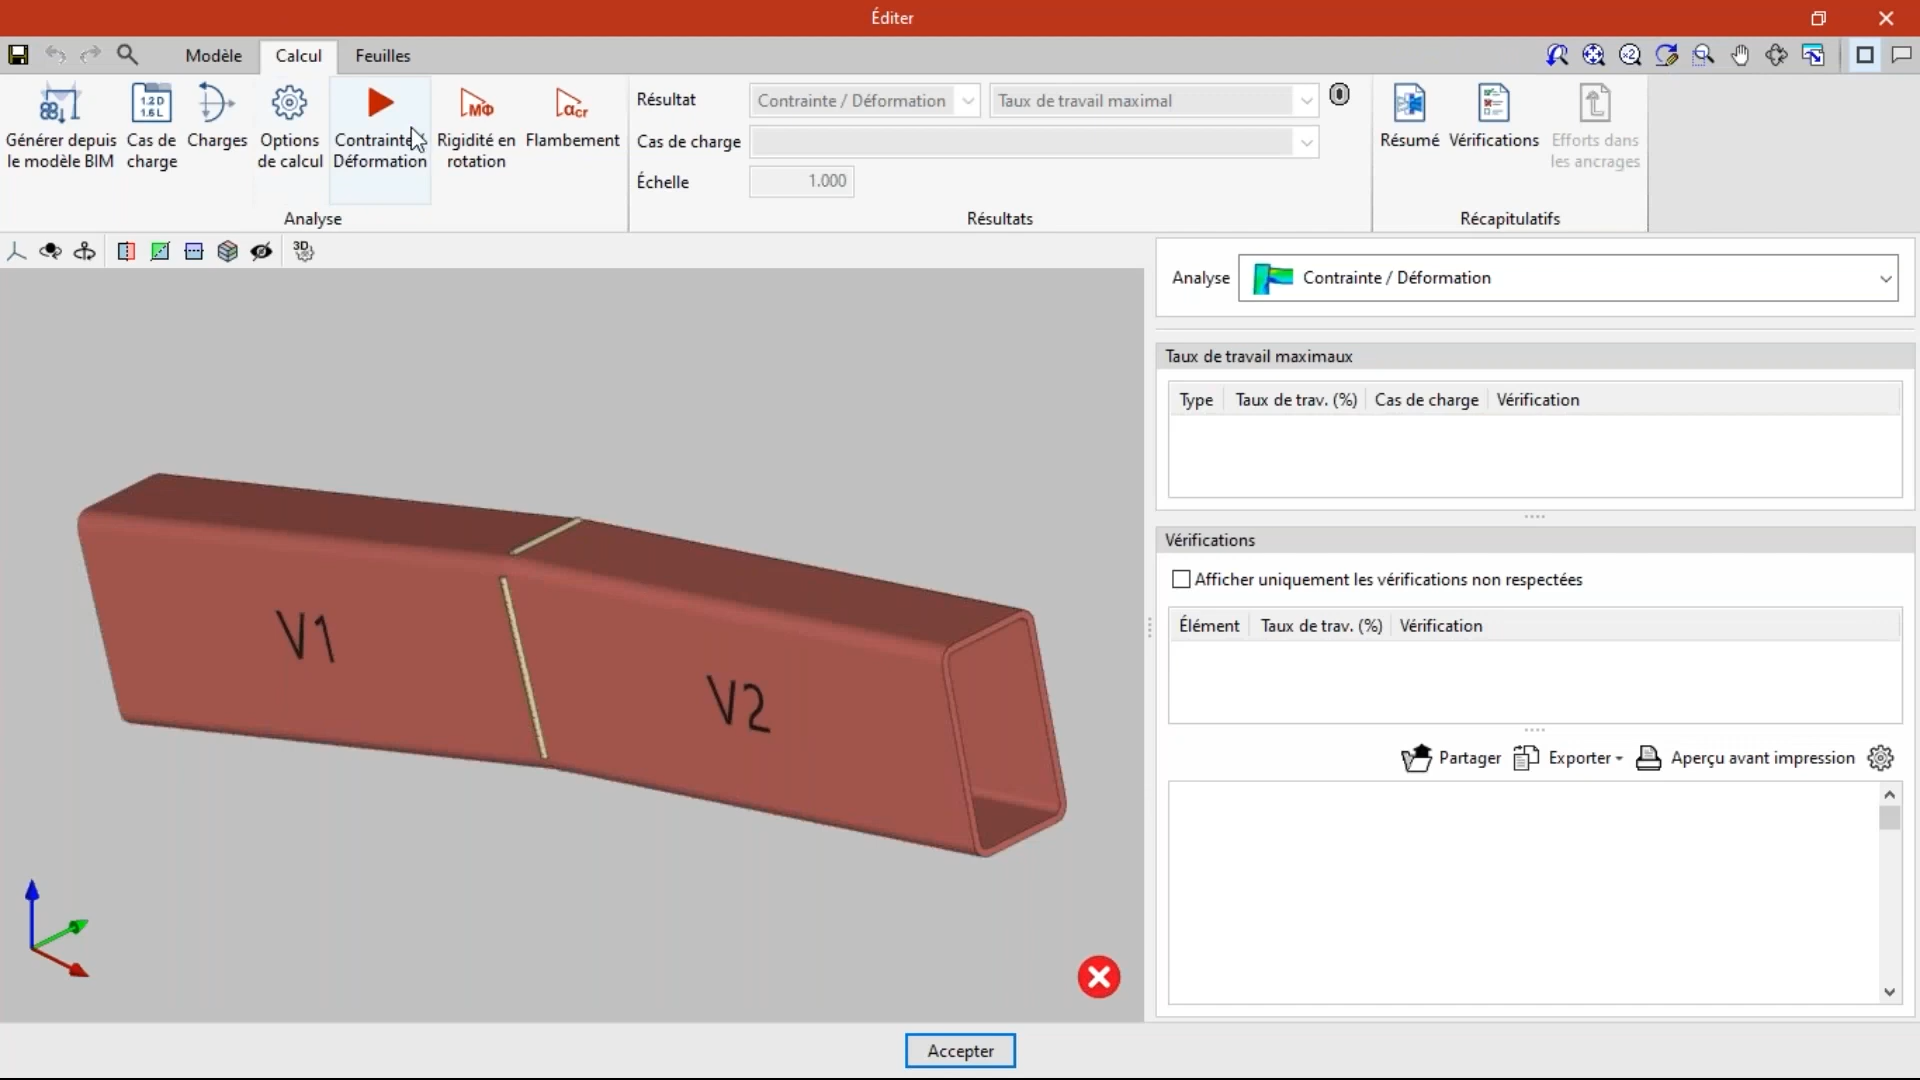 Éditer
Modèle
Calcul
Feuilles
Générer depuis
le modèle BIM
Cas de
charge
Charges
Options
de calcul
Contrainte /
Déformation
Rigidité en
rotation
Flambement
Analyse
Résultat
Contrainte / Déformation
Taux de travail maximal
Cas de charge
Échelle
1.000
Résultats
Résumé
Vérifications
Efforts dans
les ancrages
Récapitulatifs
3D
V1
V2
Analyse
Contrainte / Déformation
Taux de travail maximaux
Type
Taux de trav. (%)
Cas de charge
Vérification
Vérifications
Afficher uniquement les vérifications non respectées
Élément
Taux de trav. (%)
Vérification
Partager
Exporter
Aperçu avant impression
Accepter